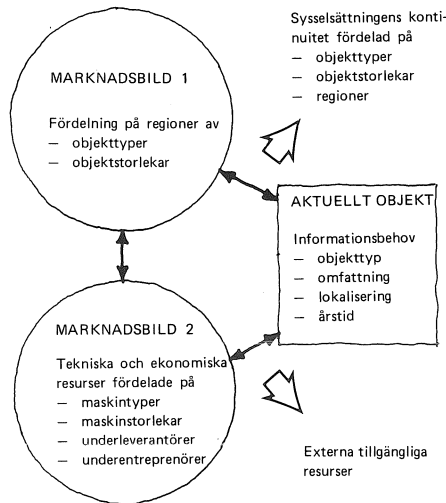 Sysselsättningens konti-
nuitet fördelad på
– objekttyper
– objektstorlekar
– regioner
MARKNADSBILD 1
Fördelning på regioner av
– objekttyper
– objektstorlekar
AKTUELLT OBJEKT
Informationsbehov
– objekttyp
– omfattning
– lokalisering
– årstid
MARKNADSBILD 2
Tekniska och ekonomiska
resurser fördelade på
– maskintyper
– maskinstorlekar
– underleverantörer
– underentreprenörer
Externa tillgängliga
resurser